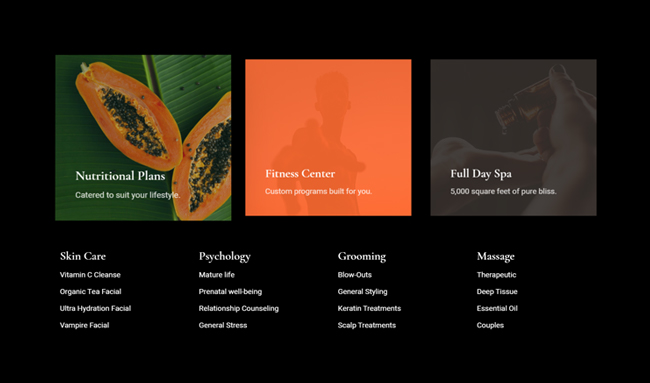 Nutritional Plans
Catered to suit your lifestyle.
Fitness Center
Custom programs built for you.
Full Day Spa
5,000 square feet of pure bliss.
Skin Care
Vitamin C Cleanse
Organic Tea Facial
Ultra Hydration Facial
Vampire Facial
Psychology
Mature life
Prenatal well-being
Relationship Counseling
General Stress
Grooming
Blow-Outs
General Styling
Keratin Treatments
Scalp Treatments
Massage
Therapeutic
Deep Tissue
Essential Oil
Couples